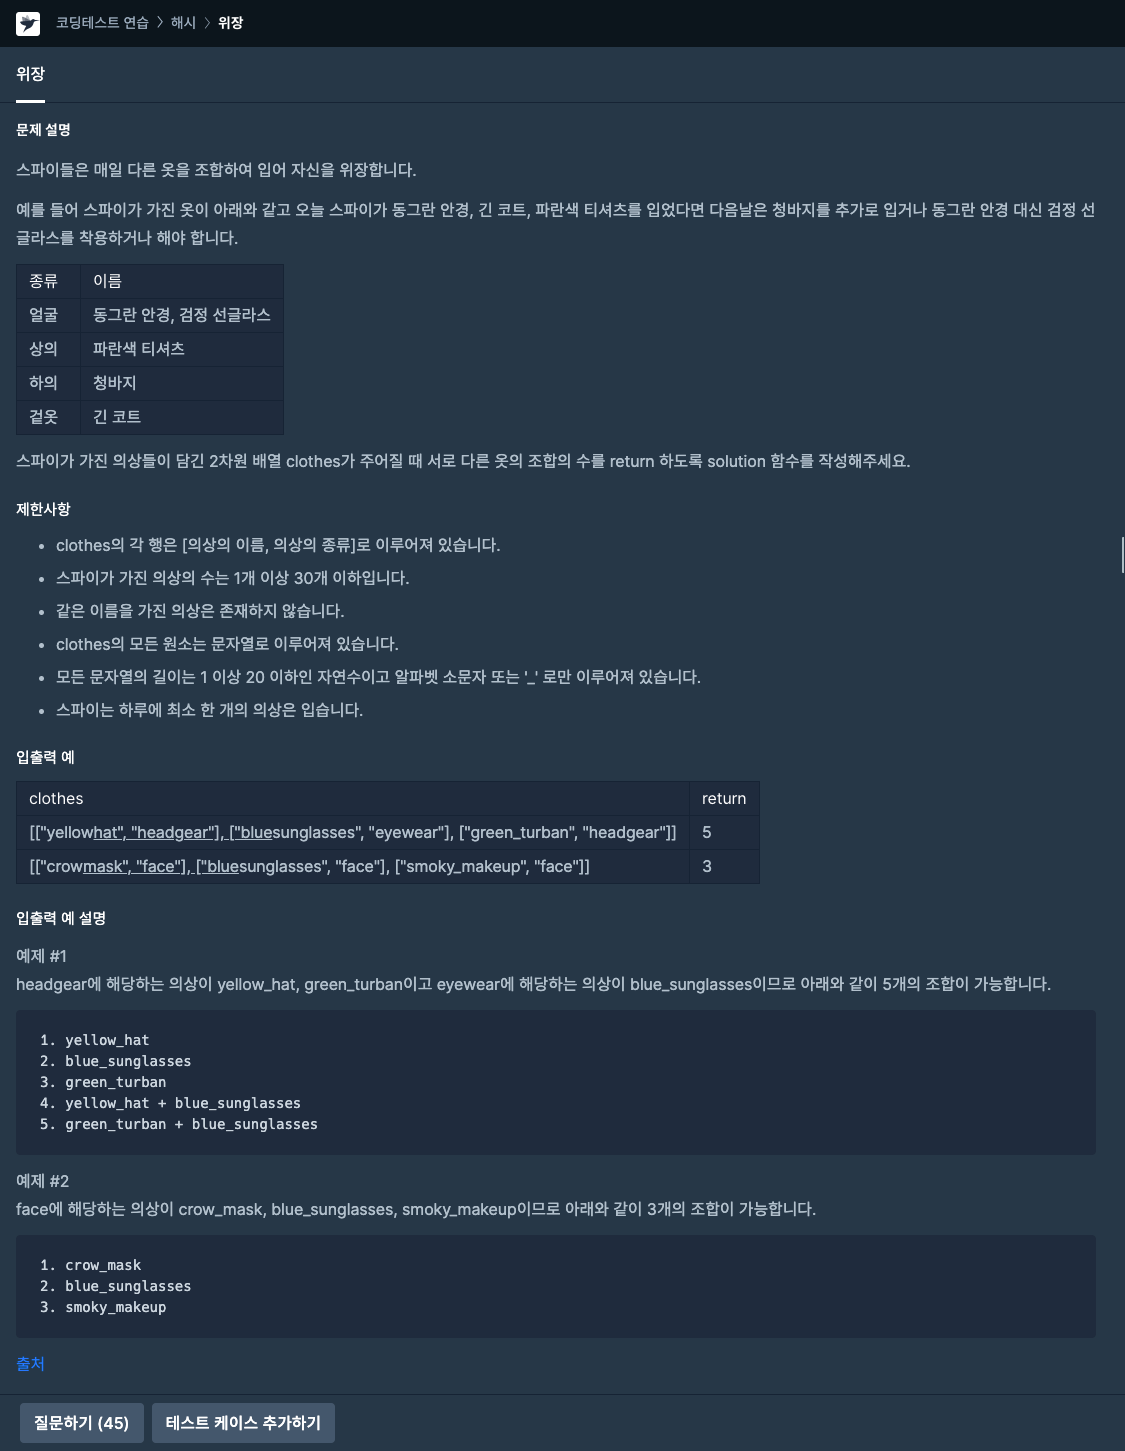 코딩테스트 연습 > 해시 > 위장
위장
문제 설명
스파이들은 매일 다른 옷을 조합하여 입어 자신을 위장합니다.
예를 들어 스파이가 가진 옷이 아래와 같고 오늘 스파이가 동그란 안경, 긴 코트, 파란색 티셔츠를 입었다면 다음날은 청바지를 추가로 입거나 동그란 안경 대신 검정 선
글라스를 착용하거나 해야 합니다.
종류 이름
얼굴 동그란 안경, 검정 선글라스
상의 파란색 티셔츠
하의 청바지
겉옷 긴 코트
스파이가 가진 의상들이 담긴 2차원 배열 clothes가 주어질 때 서로 다른 옷의 조합의 수를 return 하도록 solution 함수를 작성해주세요.
제한사항
• clothes의 각 행은 [의상의 이름, 의상의 종류]로 이루어져 있습니다.
• 스파이가 가진 의상의 수는 1개 이상 30개 이하입니다.
• 같은 이름을 가진 의상은 존재하지 않습니다.
• clothes의 모든 원소는 문자열로 이루어져 있습니다.
• 모든 문자열의 길이는 1 이상 20 이하인 자연수이고 알파벳 소문자 또는 '_' 로만 이루어져 있습니다.
• 스파이는 하루에 최소 한 개의 의상은 입습니다.
입출력 예
clothes return
[["yellowhat", "headgear"], ["bluesunglasses", "eyewear"], ["green_turban", "headgear"]] 5
[["crowmask", "face"], ["bluesunglasses", "face"], ["smoky_makeup", "face"]] 3
입출력 예 설명
예제 #1
headgear에 해당하는 의상이 yellow_hat, green_turban이고 eyewear에 해당하는 의상이 blue_sunglasses이므로 아래와 같이 5개의 조합이 가능합니다.
1. yellow_hat
2. blue_sunglasses
3. green_turban
4. yellow_hat + blue_sunglasses
5. green_turban + blue_sunglasses
예제 #2
face에 해당하는 의상이 crow_mask, blue_sunglasses, smoky_makeup이므로 아래와 같이 3개의 조합이 가능합니다.
1. crow_mask
2. blue_sunglasses
3. smoky_makeup
출처
질문하기 (45) 테스트 케이스 추가하기